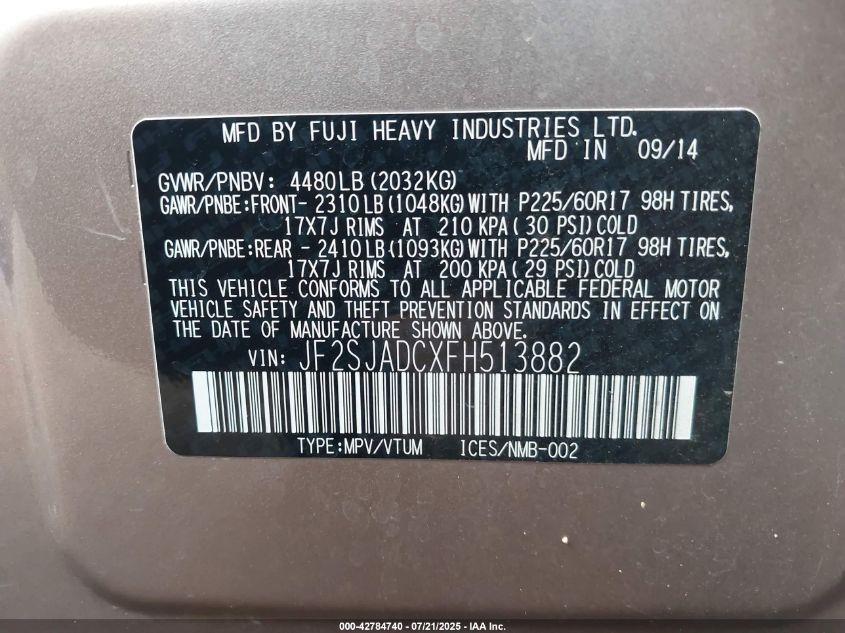 MFD BY FUJI HEAVY INDUSTRIES LTD.
MFD IN 09/14
GVWR/PNBV: 4480LB(2032KG)
GAWR/PNBE:FRONT- 2310LB(1048KG)WITH P225/60R17 98H TIRES,
17X7J RIMS AT 210 KPA(30 PSI)COLD
GAWR/PNBE:REAR - 2410LB(1093KG)WITH P225/60R17 98H TIRES,
17X7J RIMS AT 200 KPA(29 PSI)COLD
THIS VEHICLE CONFORMS TO ALL APPLICABLE FEDERAL MOTOR
VEHICLE SAFETY AND THEFT PREVENTION STANDARDS IN EFFECT ON
THE DATE OF MANUFACTURE SHOWN ABOVE.
VIN: JF2SJADCXFH513882
TYPE:MPV/VTUM ICES/NMB-002
000-42784740 - 07/21/2025 - IAA Inc.